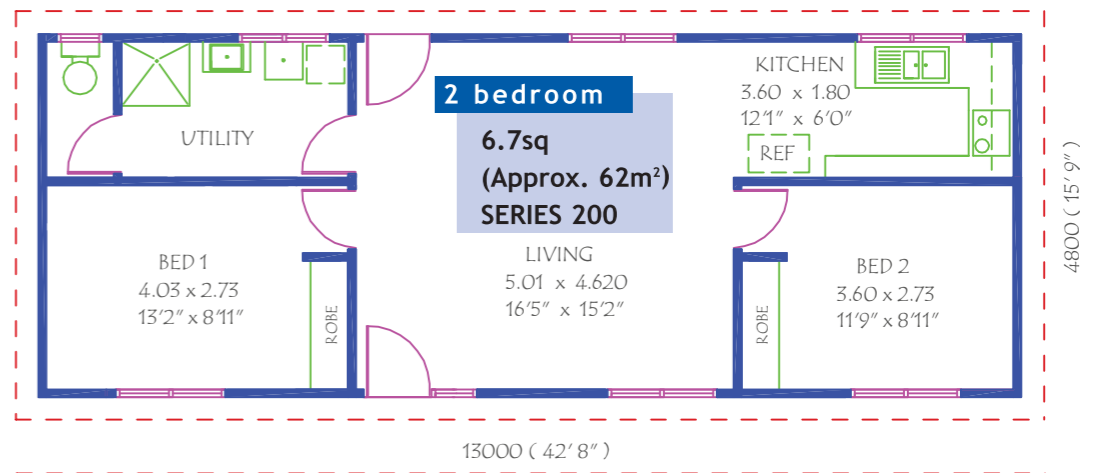 UTILITY
2 bedroom
6.7sq
(Approx. 62m²)
SERIES 200
KITCHEN
3.60 x 1.80
12'1" x 6'0"
REF
BED 1
4.03 x 2.73
13'2" x 8'11"
ROBE
LIVING
5.01 x 4.620
16'5" x 15'2"
ROBE
BED 2
3.60 x 2.73
11'9" x 8'11"
4800 ( 15' 9" )
13000 ( 42' 8" )